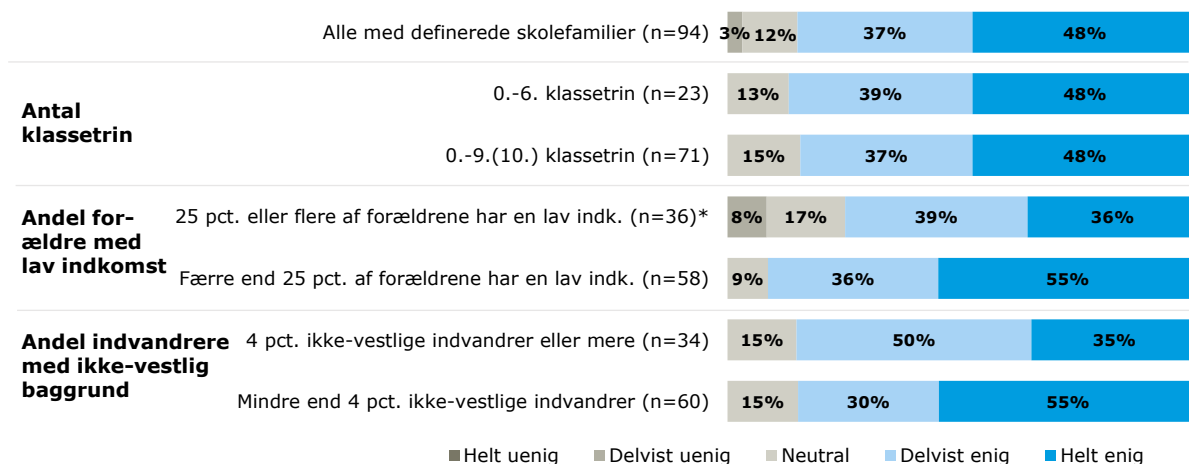 Alle med definerede skolefamilier (n=94) 3% 12% 37% 48%
Antal
klassetrin
0.-6. klassetrin (n=23) 13% 39% 48%
0.-9.(10.) klassetrin (n=71) 15% 37% 48%
Andel for-
ældre med
lav indkomst
25 pct. eller flere af forældrene har en lav indk. (n=36)* 8% 17% 39% 36%
Færre end 25 pct. af forældrene har en lav indk. (n=58) 9% 36% 55%
Andel indvandrere
med ikke-vestlig
baggrund
4 pct. ikke-vestlige indvandrer eller mere (n=34) 15% 50% 35%
Mindre end 4 pct. ikke-vestlige indvandrer (n=60) 15% 30% 55%
Helt uenig Delvist uenig Neutral Delvist enig Helt enig